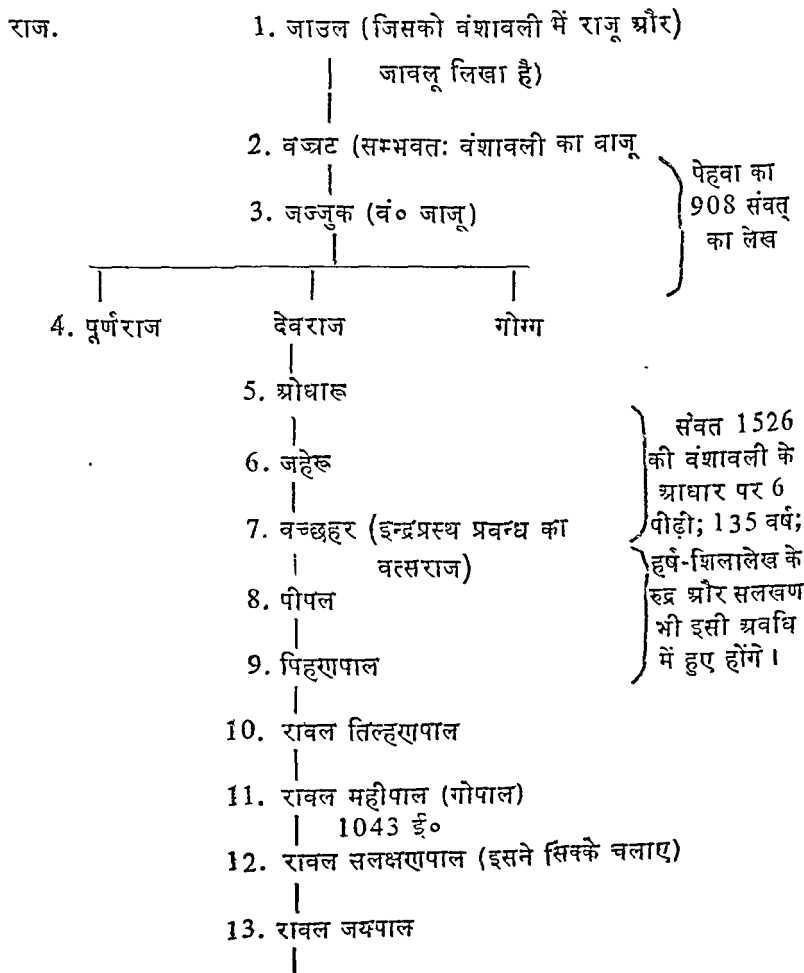 राज.
1. जाउल (जिसको वंशावली में राजू और)
जावलू लिखा है)
2. वज्रट (सम्भवतः वंशावली का वाजू
3. जज्जुक (वं० जाजू)
पेहवा का
908 संवत्
का लेख
4. पूर्णराज देवराज गोग्ग
5. ओधारू
6. जहेरू
7. वच्छहर (इन्द्रप्रस्थ प्रवन्ध का
वत्सराज)
8. पीपल
9. पिहणपाल
संवत 1526
की वंशावली के
आधार पर 6
पीढ़ी; 135 वर्ष;
हर्ष-शिलालेख के
रुद्र और सलखण
भी इसी अवधि
में हुए होंगे।
10. रावल तिल्हणपाल
11. रावल महीपाल (गोपाल)
1043 ई०
12. रावल सलक्षणपाल (इसने सिक्के चलाए)
13. रावल जयपाल